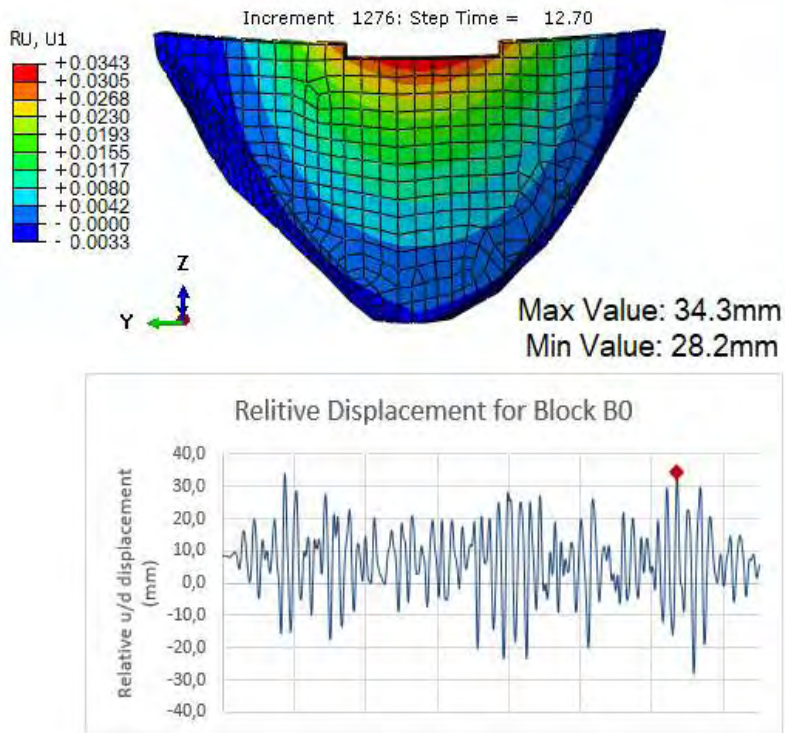 Increment 1276: Step Time = 12.70
RU, U1
+0.0343
+0.0305
+0.0268
+0.0230
+0.0193
+0.0155
+0.0117
+0.0080
+0.0042
- 0.0000
- 0.0033
Z
Y
Max Value: 34.3mm
Min Value: 28.2mm
Relitive Displacement for Block B0
Relative u/d displacement
(mm)
40,0
30,0
20,0
10,0
0,0
-10,0
-20,0
-30,0
-40,0